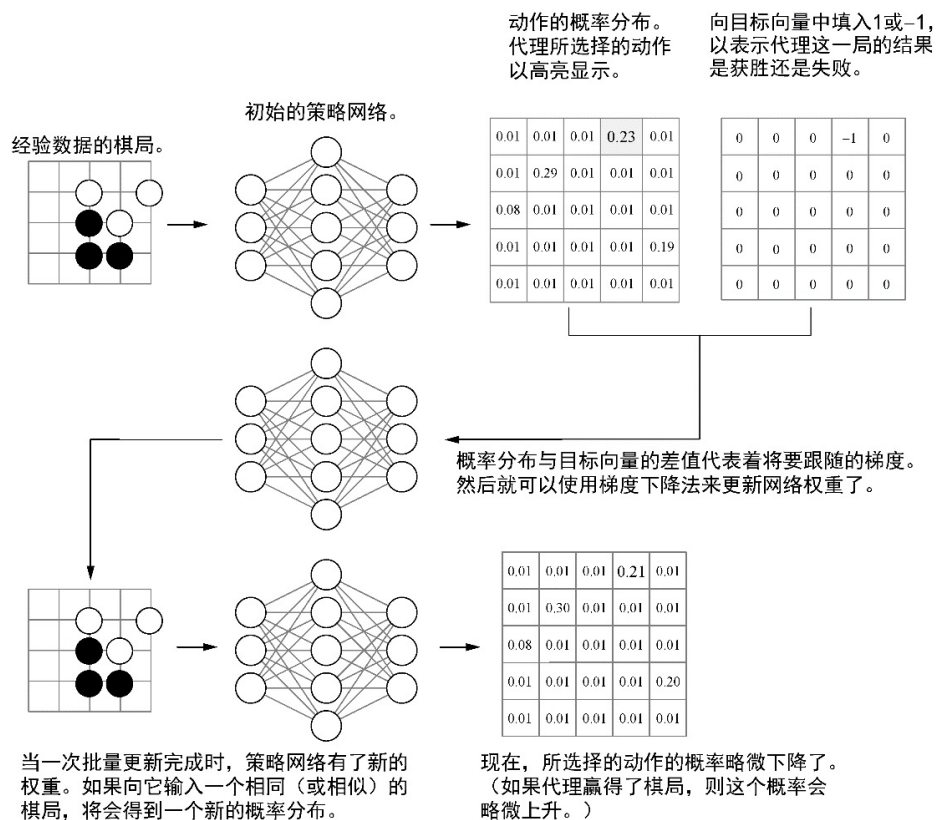 动作的概率分布。
代理所选择的动作
以高亮显示。
向目标向量中填入1或–1,
以表示代理这一局的结果
是获胜还是失败。
初始的策略网络。
经验数据的棋局。
0.01 0.01 0.01 0.23 0.01
0.01 0.29 0.01 0.01 0.01
0.08 0.01 0.01 0.01 0.01
0.01 0.01 0.01 0.01 0.19
0.01 0.01 0.01 0.01 0.01
0 0 0 –1 0
0 0 0 0 0
0 0 0 0 0
0 0 0 0 0
0 0 0 0 0
概率分布与目标向量的差值代表着将要跟随的梯度。
然后就可以使用梯度下降法来更新网络权重了。
0.01 0.01 0.01 0.21 0.01
0.01 0.30 0.01 0.01 0.01
0.08 0.01 0.01 0.01 0.01
0.01 0.01 0.01 0.01 0.20
0.01 0.01 0.01 0.01 0.01
当一次批量更新完成时，策略网络有了新的
权重。如果向它输入一个相同（或相似）的
棋局，将会得到一个新的概率分布。
现在，所选择的动作的概率略微下降了。
（如果代理赢得了棋局，则这个概率会
略微上升。）